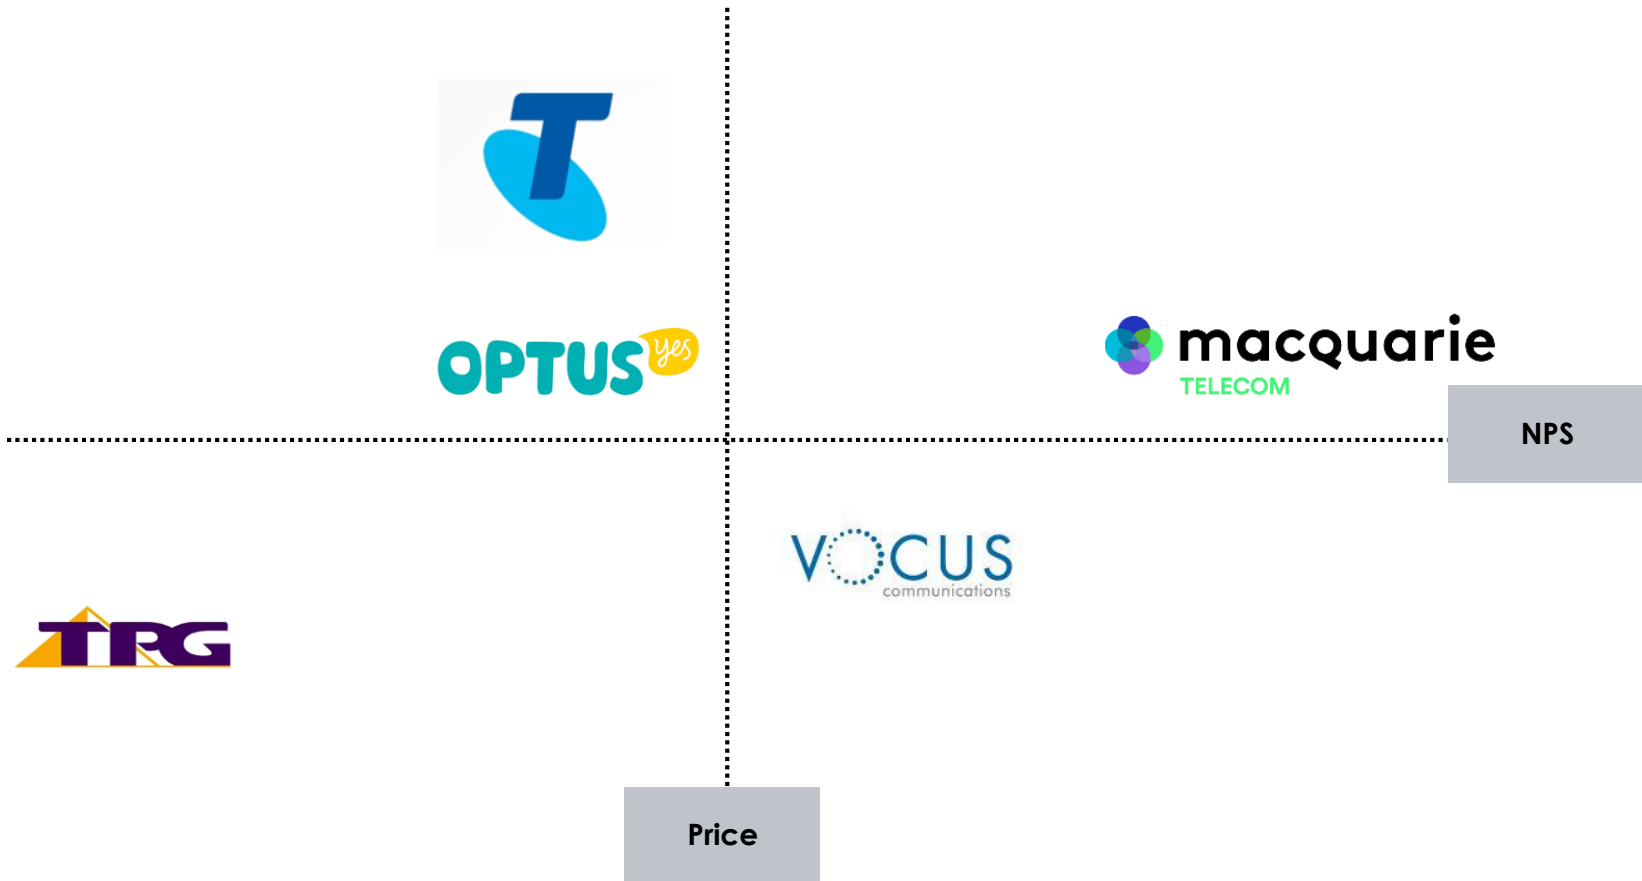 T
OPTUS yes
macquarie
TELECOM
NPS
VOCUS
communications
TPG
Price